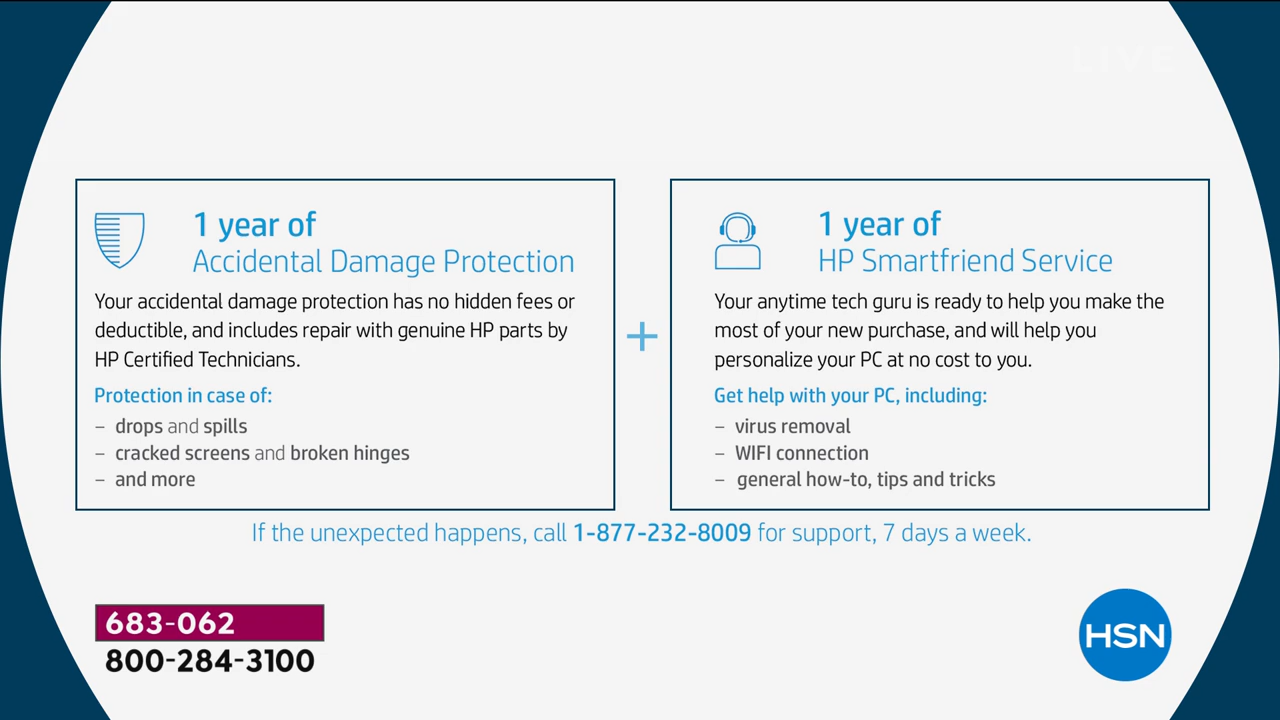 LIVE
1 year of
Accidental Damage Protection
Your accidental damage protection has no hidden fees or
deductible, and includes repair with genuine HP parts by
HP Certified Technicians.
Protection in case of:
– drops and spills
– cracked screens and broken hinges
– and more
+
1 year of
HP Smartfriend Service
Your anytime tech guru is ready to help you make the
most of your new purchase, and will help you
personalize your PC at no cost to you.
Get help with your PC, including:
– virus removal
– WIFI connection
– general how-to, tips and tricks
If the unexpected happens, call 1-877-232-8009 for support, 7 days a week.
683-062
800-284-3100
HSN